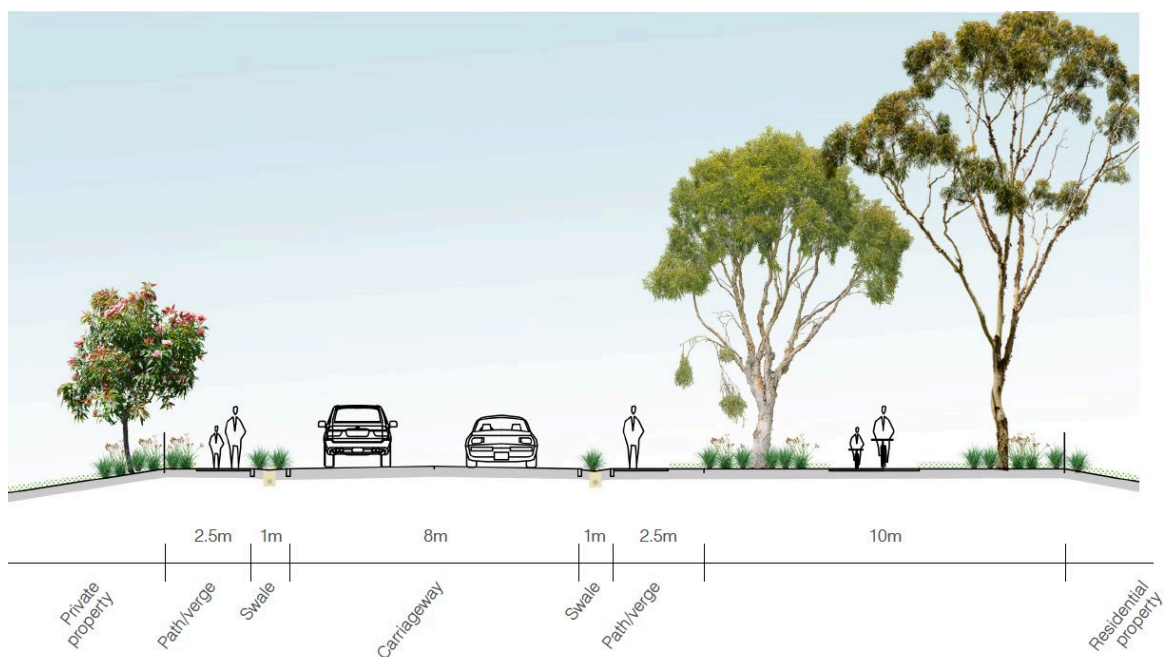 2.5m 1m 8m 1m 2.5m 10m
Private
property
Path/verge
Swale
Carriageway
Swale
Path/verge
Residential
property